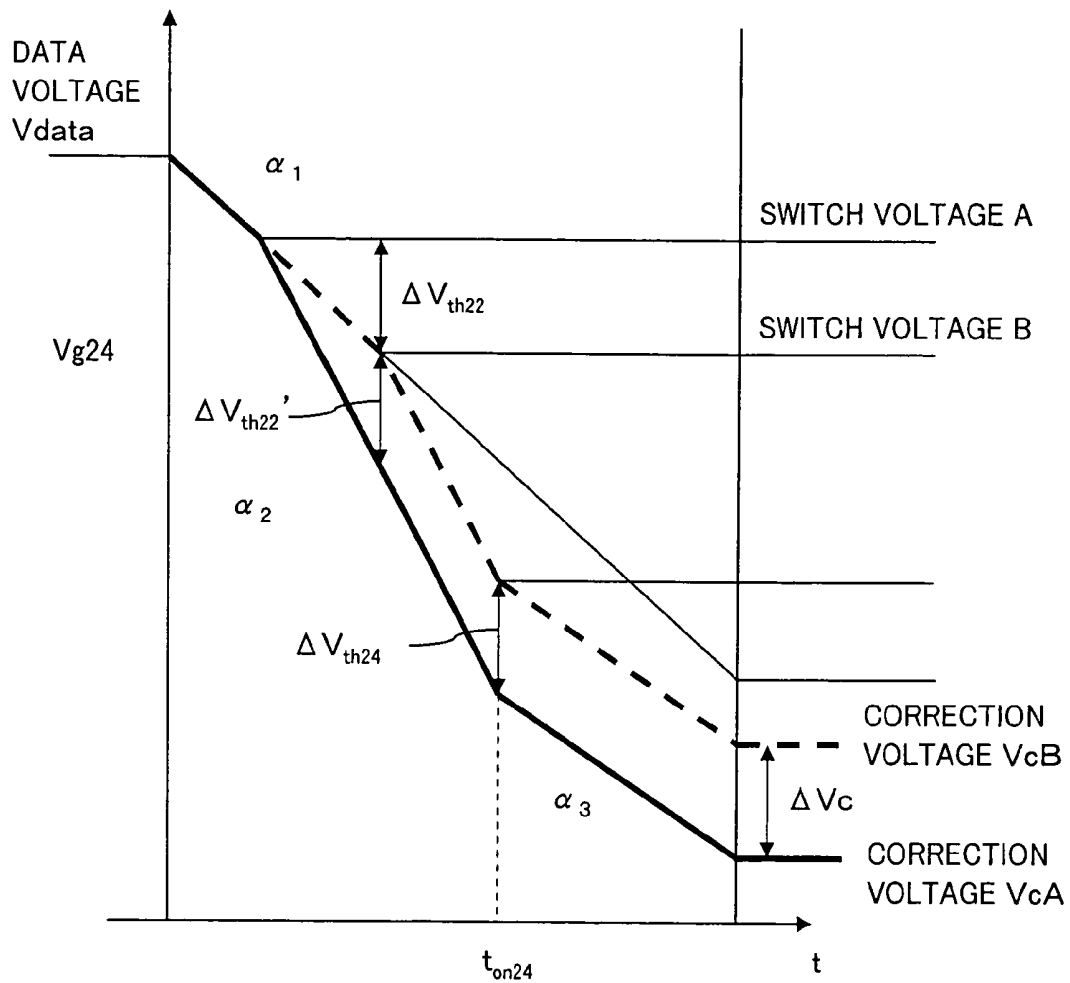 DATA
VOLTAGE
Vdata
α1
SWITCH VOLTAGE A
ΔVth22
SWITCH VOLTAGE B
Vg24
ΔVth22'
α2
ΔVth24
CORRECTION
VOLTAGE VcB
ΔVc
α3
CORRECTION
VOLTAGE VcA
ton24
t